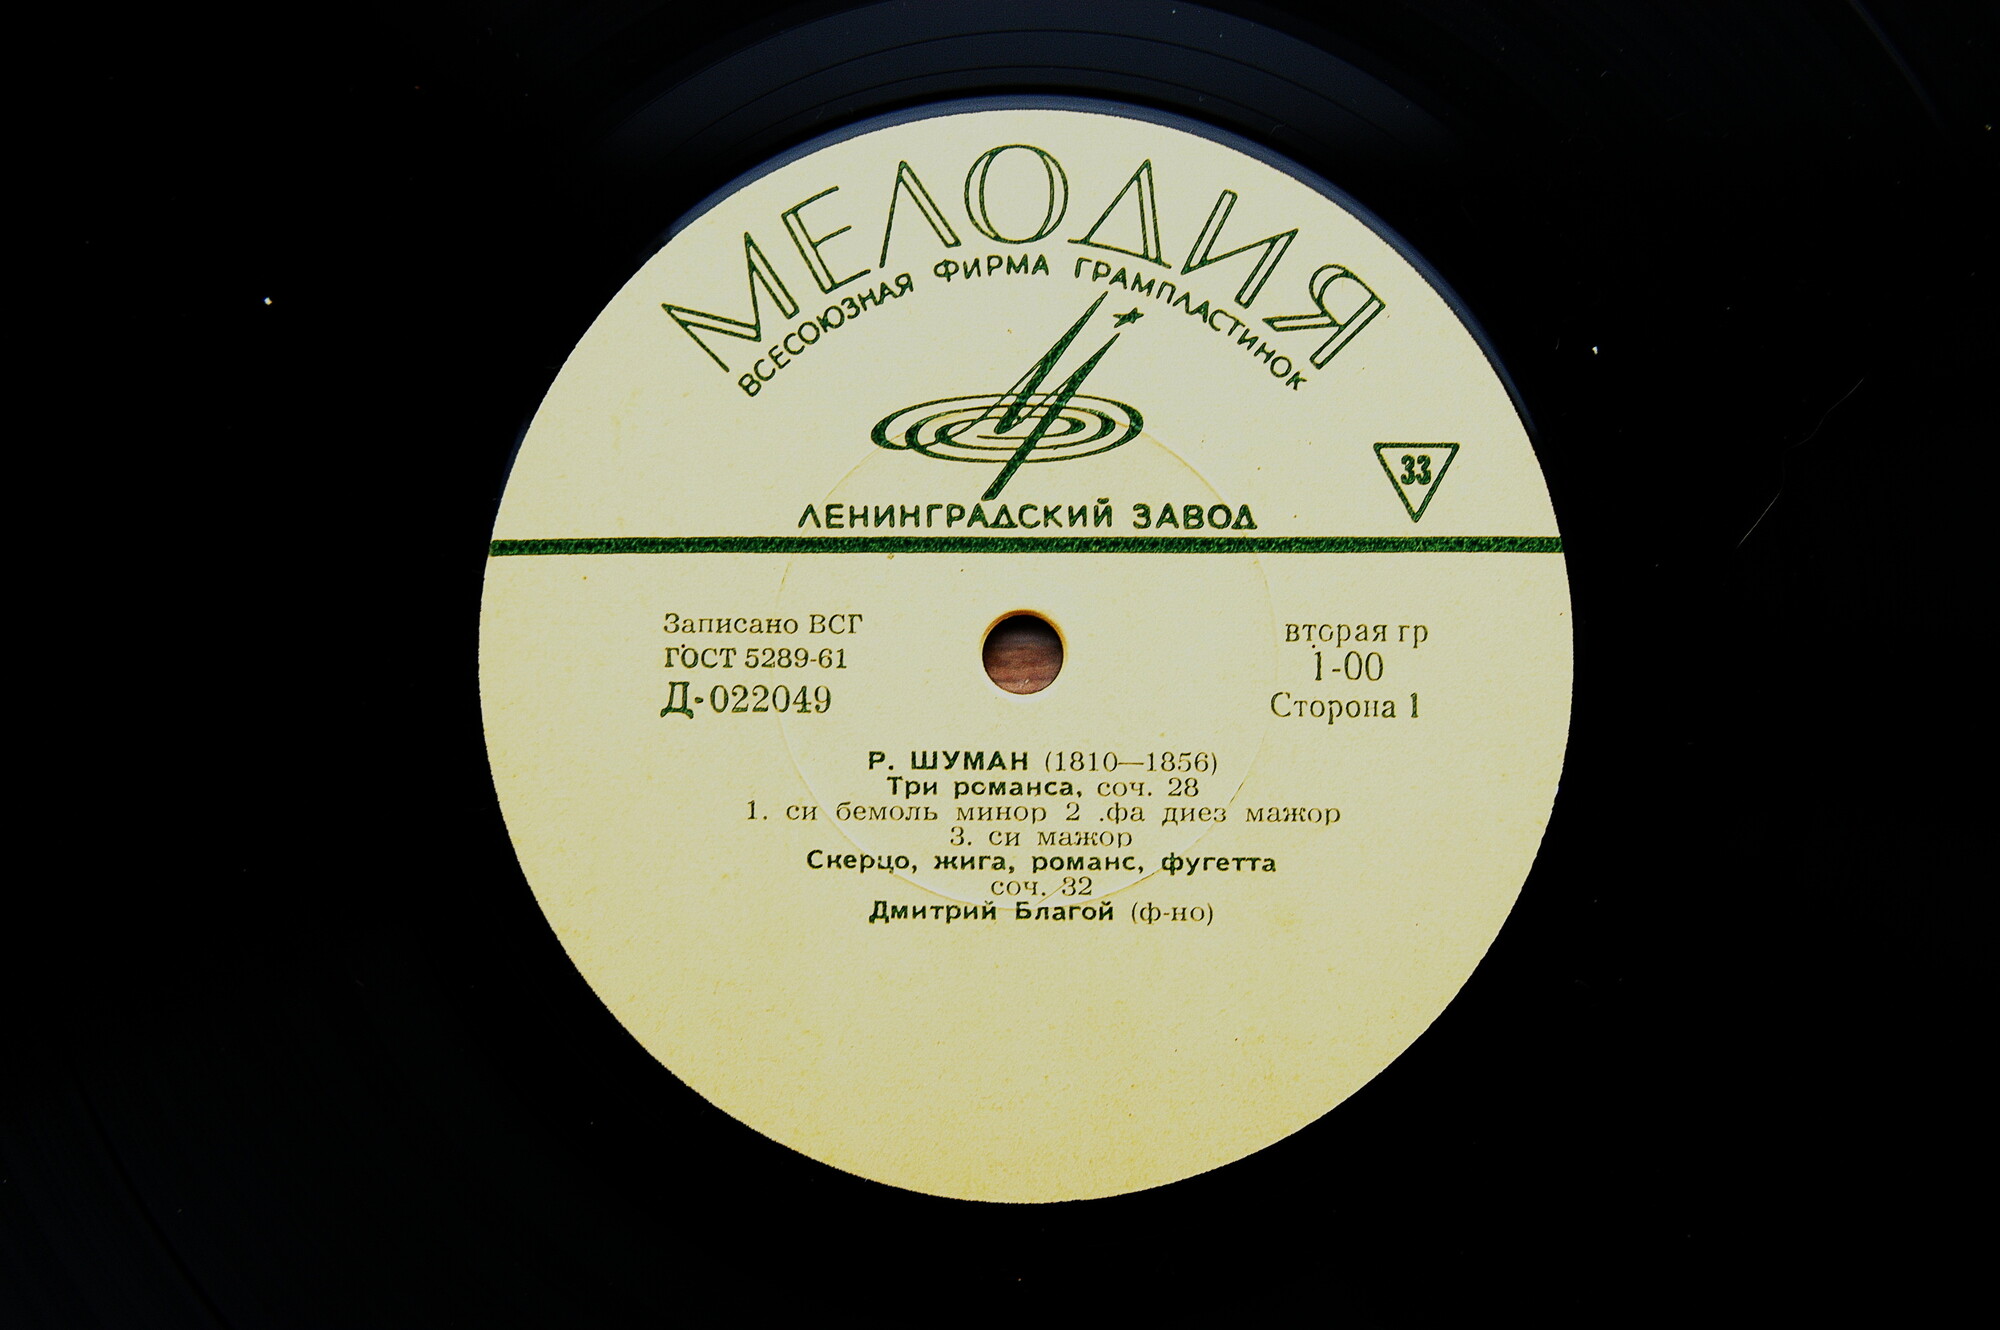 МЕЛОДИЯ
ВСЕСОЮЗНАЯ ФИРМА ГРАМПЛАСТИНОК
33
ЛЕНИНГРАДСКИЙ ЗАВОД
Записано ВСГ
ГОСТ 5289-61
Д-022049
вторая гр
1-00
Сторона 1
Р. ШУМАН (1810—1856)
Три романса, соч. 28
1. си бемоль минор 2 .фа диез мажор
3. си мажор
Скерцо, жига, романс, фугетта
соч. 32
Дмитрий Благой (ф-но)